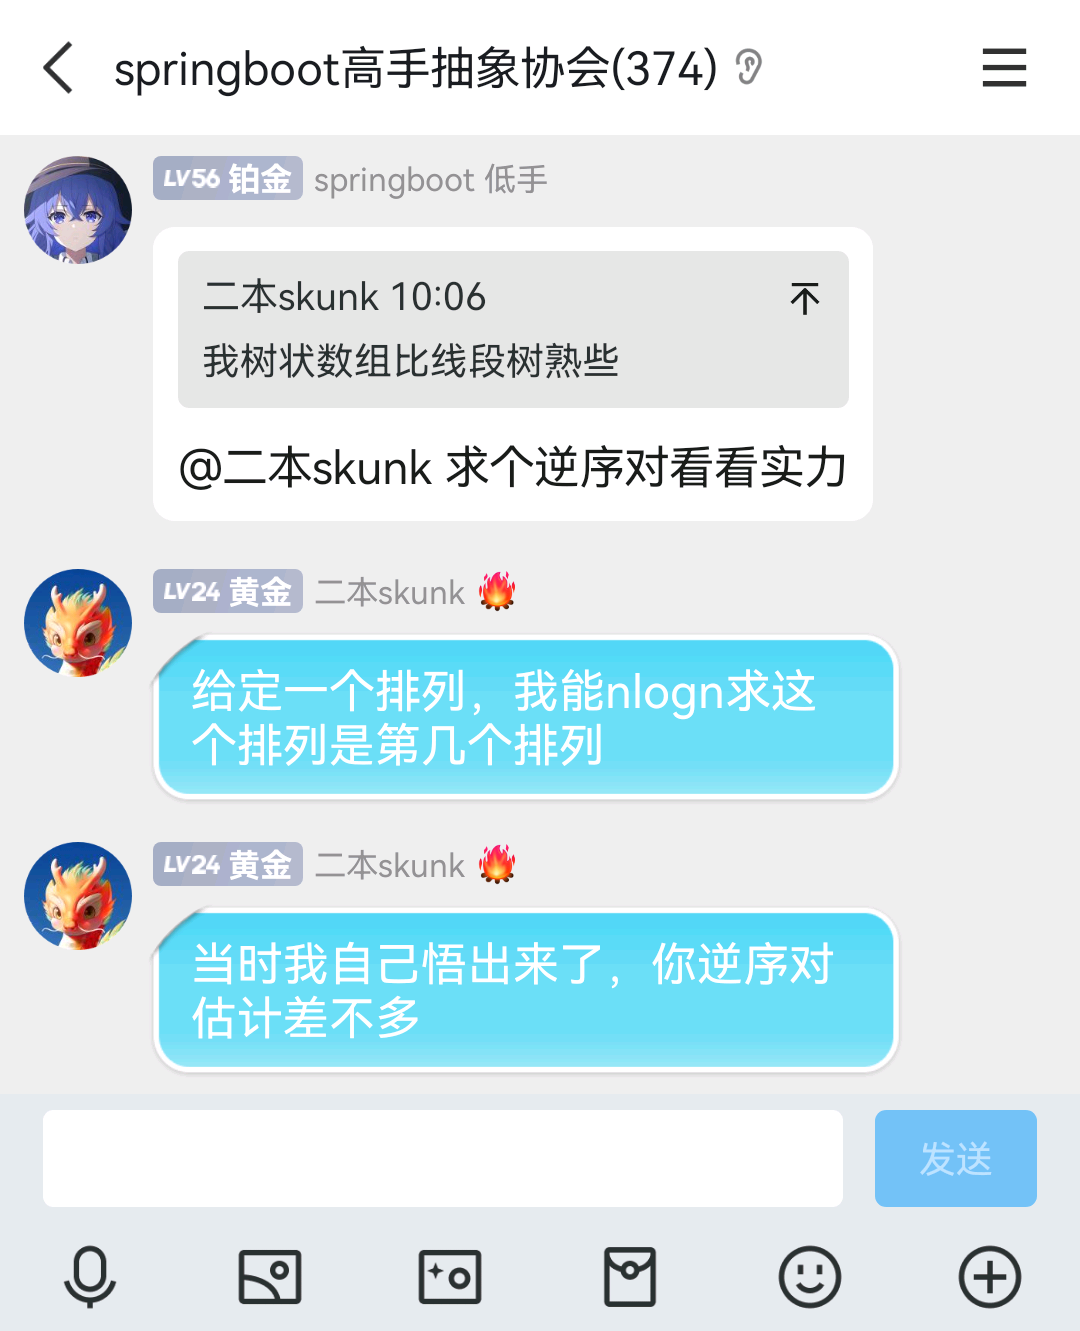 springboot高手抽象协会(374)
LV56 铂金 springboot 低手
二本skunk 10:06
我树状数组比线段树熟些
@二本skunk 求个逆序对看看实力
LV24 黄金 二本skunk
给定一个排列，我能nlogn求这
个排列是第几个排列
LV24 黄金 二本skunk
当时我自己悟出来了，你逆序对
估计差不多
发送